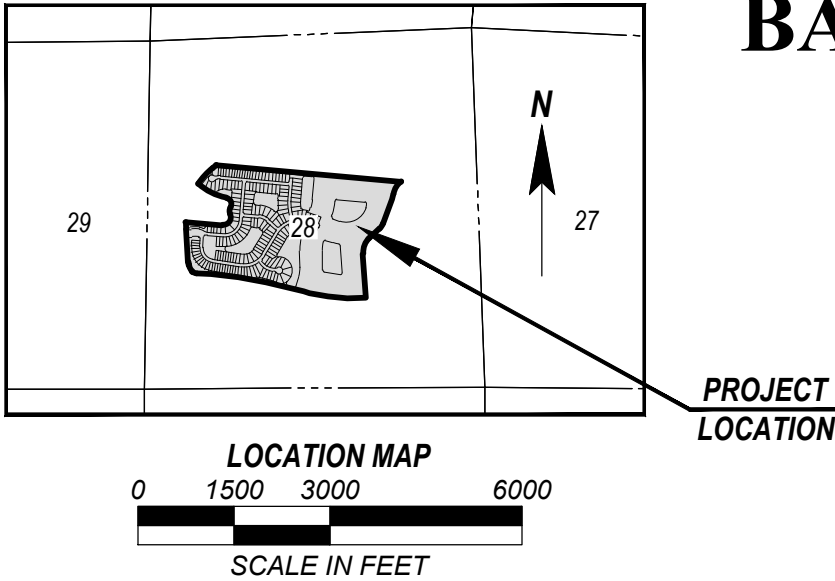 BA
N
29
28
27
PROJECT
LOCATION
LOCATION MAP
0 1500 3000 6000
SCALE IN FEET